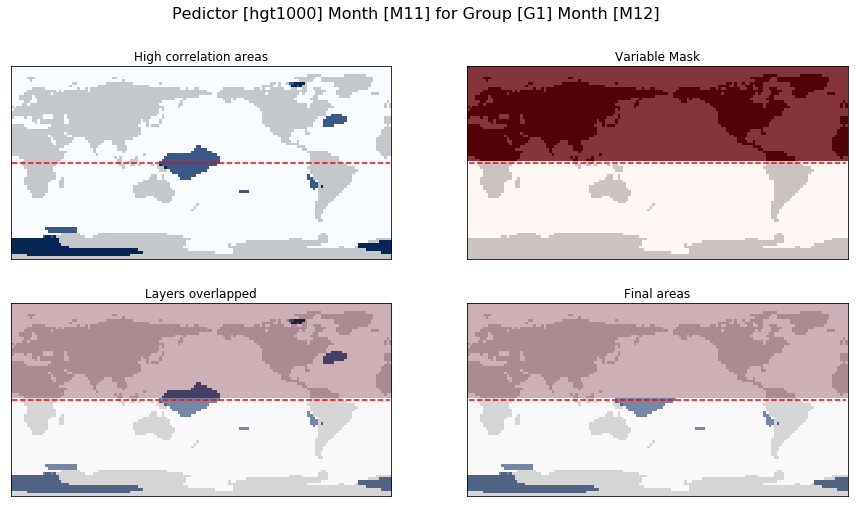 Pedictor [hgt1000] Month [M11] for Group [G1] Month [M12]
High correlation areas
Variable Mask
Layers overlapped
Final areas